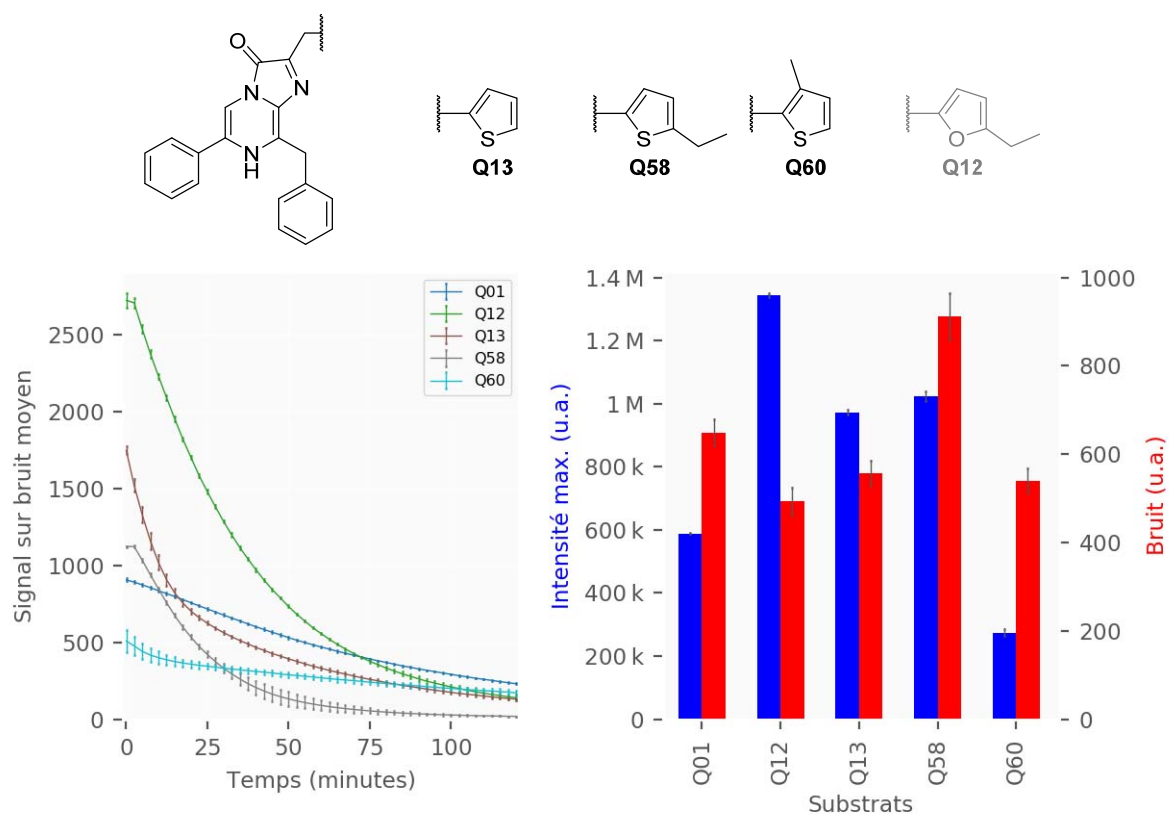 O
N
N
N
H
S
Q13
S
Q58
S
Q60
O
Q12
Signal sur bruit moyen
2500
2000
1500
1000
500
0
Q01
Q12
Q13
Q58
Q60
0 25 50 75 100
Temps (minutes)
Intensité max. (u.a.)
1.4 M
1.2 M
1 M
800 k
600 k
400 k
200 k
0
1000
800
600
400
200
0
Bruit (u.a.)
Q01 Q12 Q13 Q58 Q60
Substrats